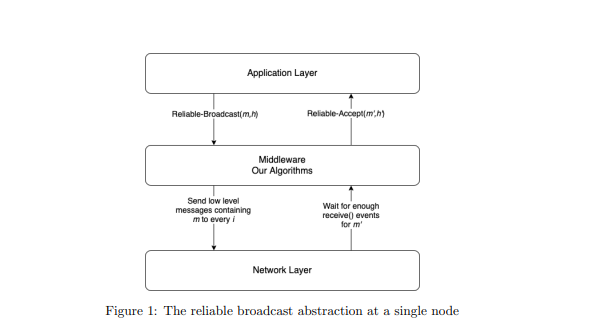 Application Layer
Reliable-Broadcast(m,h)
Reliable-Accept(m',h')
Middleware
Our Algorithms
Send low level
messages containing
m to every i
Wait for enough
receive() events
for m'
Network Layer
Figure 1: The reliable broadcast abstraction at a single node